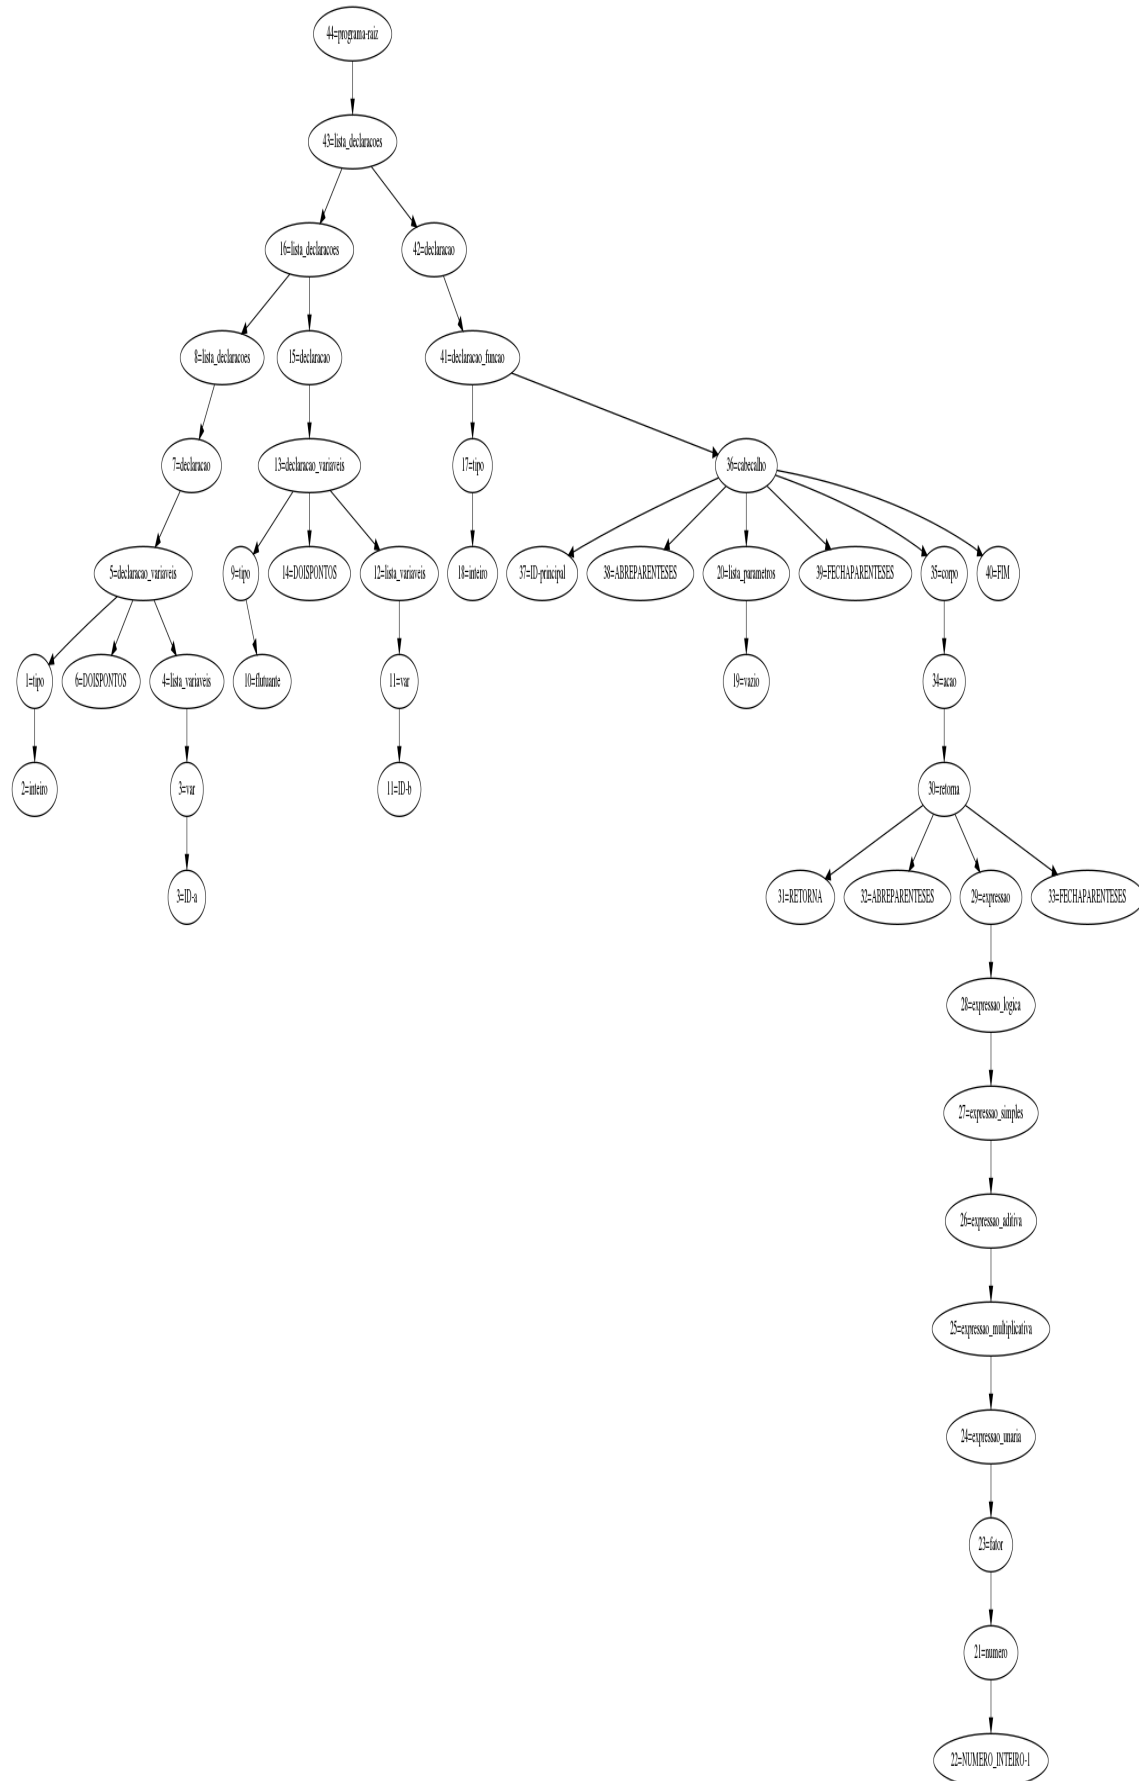 44=programa-raiz
43=lista_declaracoes
16=lista_declaracoes
42=declaracao
8=lista_declaracoes
15=declaracao
41=declaracao_funcao
7=declaracao
13=declaracao_variaveis
17=tipo
36=cabecalho
5=declaracao_variaveis
9=tipo
14=DOISPONTOS
12=lista_variaveis
18=inteiro
37=ID-principal
38=ABREPARENTESES
20=lista_parametros
39=FECHAPARENTESES
35=corpo
40=FIM
1=tipo
6=DOISPONTOS
4=lista_variaveis
10=flutuante
11=var
19=vazio
34=acao
2=inteiro
3=var
11=ID-b
30=retorna
3=ID-a
31=RETORNA
32=ABREPARENTESES
29=expressao
33=FECHAPARENTESES
28=expressao_logica
27=expressao_simples
26=expressao_aditiva
25=expressao_multiplicativa
24=expressao_unaria
23=fator
21=numero
22=NUMERO_INTEIRO-1